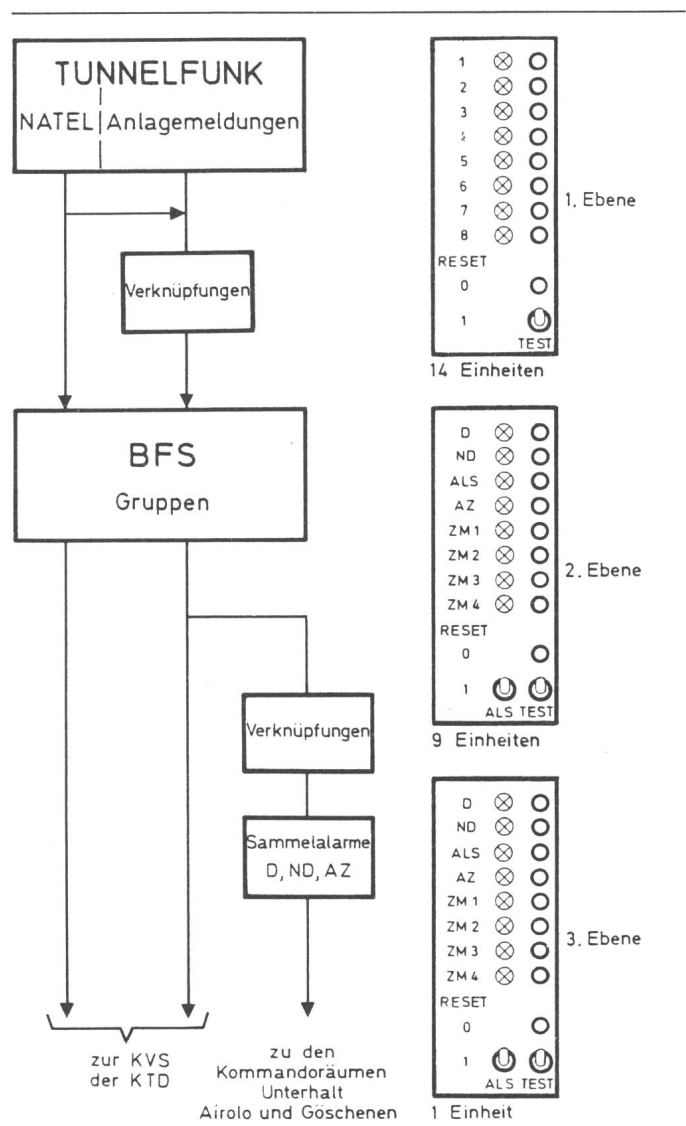 TUNNELFUNK
NATEL Anlagemeldungen
Verknüpfungen
BFS
Gruppen
Verknüpfungen
Sammelalarme
D, ND, AZ
zur KVS
der KTD
zu den
Kommandoräumen
Unterhalt
Airolo und Göschenen
1
2
3
4
5
6
7
8
RESET
0
1
TEST
1. Ebene
14 Einheiten
D
ND
ALS
AZ
ZM 1
ZM 2
ZM 3
ZM 4
RESET
0
1
ALS TEST
2. Ebene
9 Einheiten
D
ND
ALS
AZ
ZM 1
ZM 2
ZM 3
ZM 4
RESET
0
1
ALS TEST
3. Ebene
1 Einheit